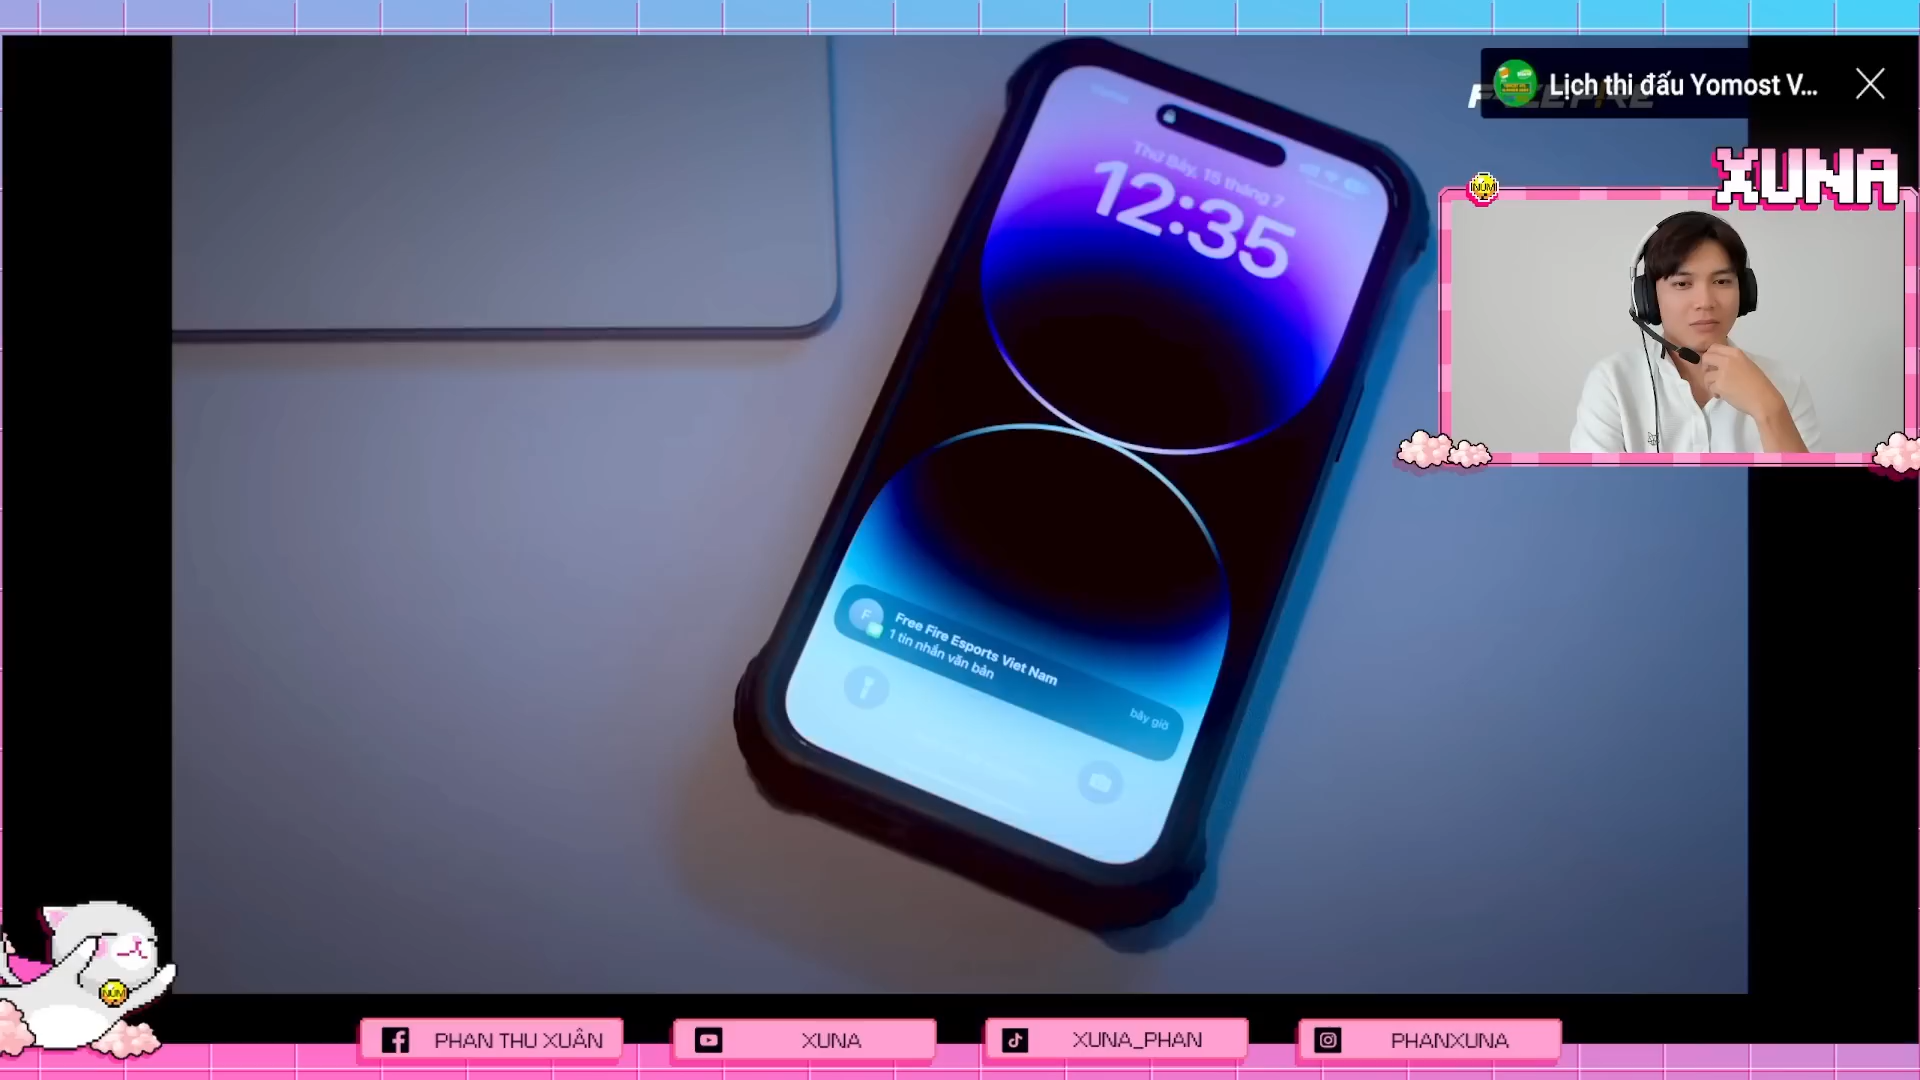 Lịch thi đấu Yomost V...
XUNA
Thứ Bảy, 15 tháng 7
12:35
F
Free Fire Esports Viet Nam
1 tin nhắn văn bản
bây giờ
PHAN THU XUÂN
XUNA
XUNA_PHAN
PHANXUNA